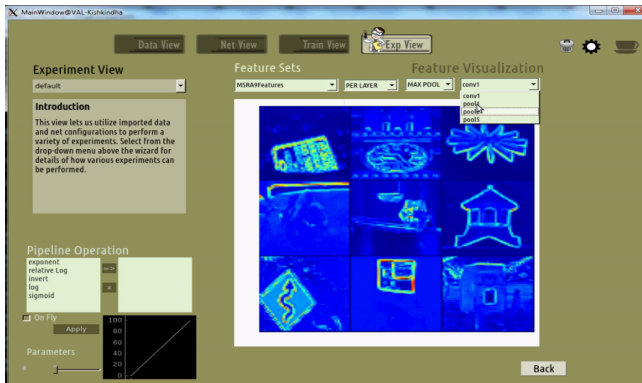 MainWindow@VAL-Kishkindha
Data View
Net View
Train View
Exp View
Experiment View
default
Introduction
This view lets us utilize imported data
and net configurations to perform a
variety of experiments. Select from the
drop-down menu above the wizard for
details of how various experiments can
be performed.
Feature Sets
Feature Visualization
MSRA9Features
PER LAYER
MAX POOL
conv1
conv1
pool5
Pipeline Operation
exponent
relative Log
invert
log
sigmoid
=>
x
On Fly
Apply
Parameters
a
100
80
60
40
20
0
Back